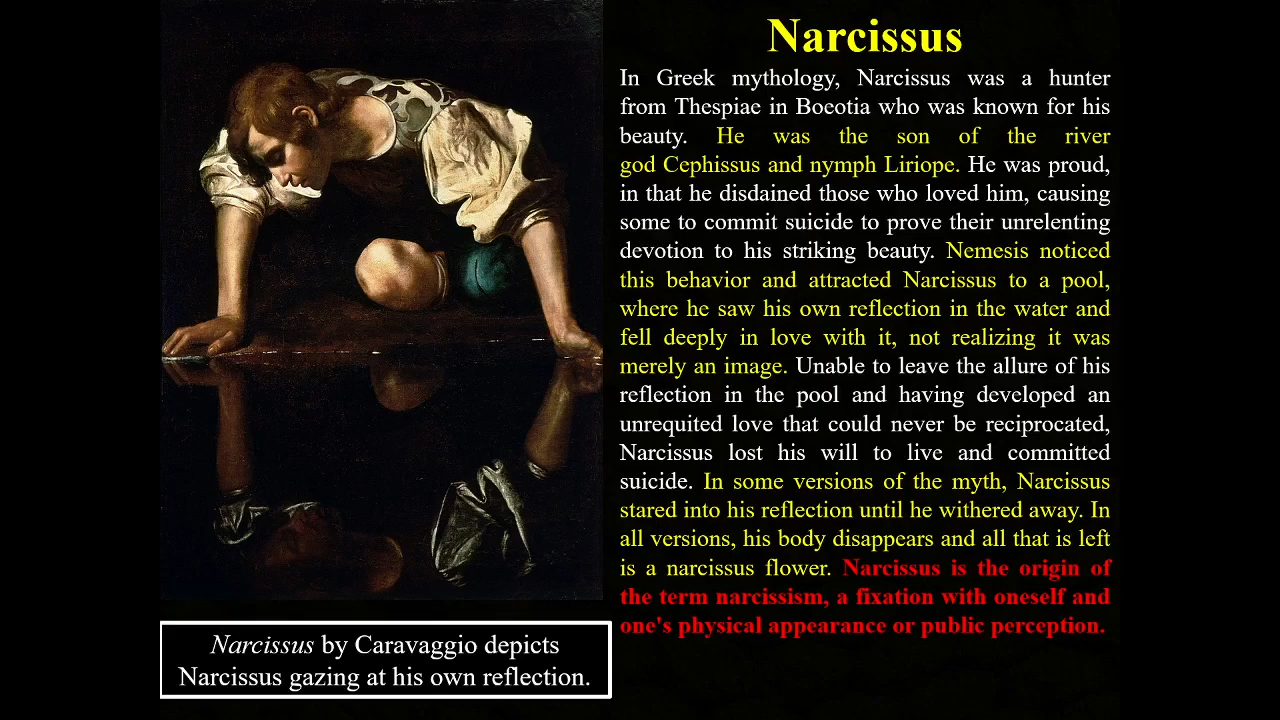 Narcissus
In Greek mythology, Narcissus was a hunter
from Thespiae in Boeotia who was known for his
beauty. He was the son of the river
god Cephissus and nymph Liriope. He was proud,
in that he disdained those who loved him, causing
some to commit suicide to prove their unrelenting
devotion to his striking beauty. Nemesis noticed
this behavior and attracted Narcissus to a pool,
where he saw his own reflection in the water and
fell deeply in love with it, not realizing it was
merely an image. Unable to leave the allure of his
reflection in the pool and having developed an
unrequited love that could never be reciprocated,
Narcissus lost his will to live and committed
suicide. In some versions of the myth, Narcissus
stared into his reflection until he withered away. In
all versions, his body disappears and all that is left
is a narcissus flower. Narcissus is the origin of
the term narcissism, a fixation with oneself and
one's physical appearance or public perception.
Narcissus by Caravaggio depicts
Narcissus gazing at his own reflection.